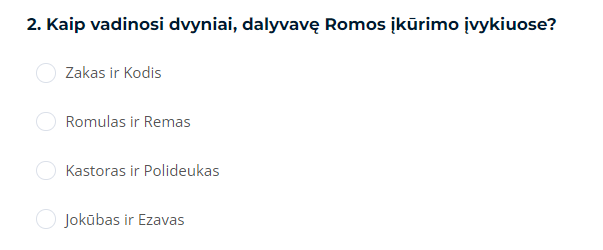 2. Kaip vadinosi dvyniai, dalyvavę Romos įkūrimo įvykiuose?
Zakas ir Kodis
Romulas ir Remas
Kastoras ir Polideukas
Jokūbas ir Ezavas